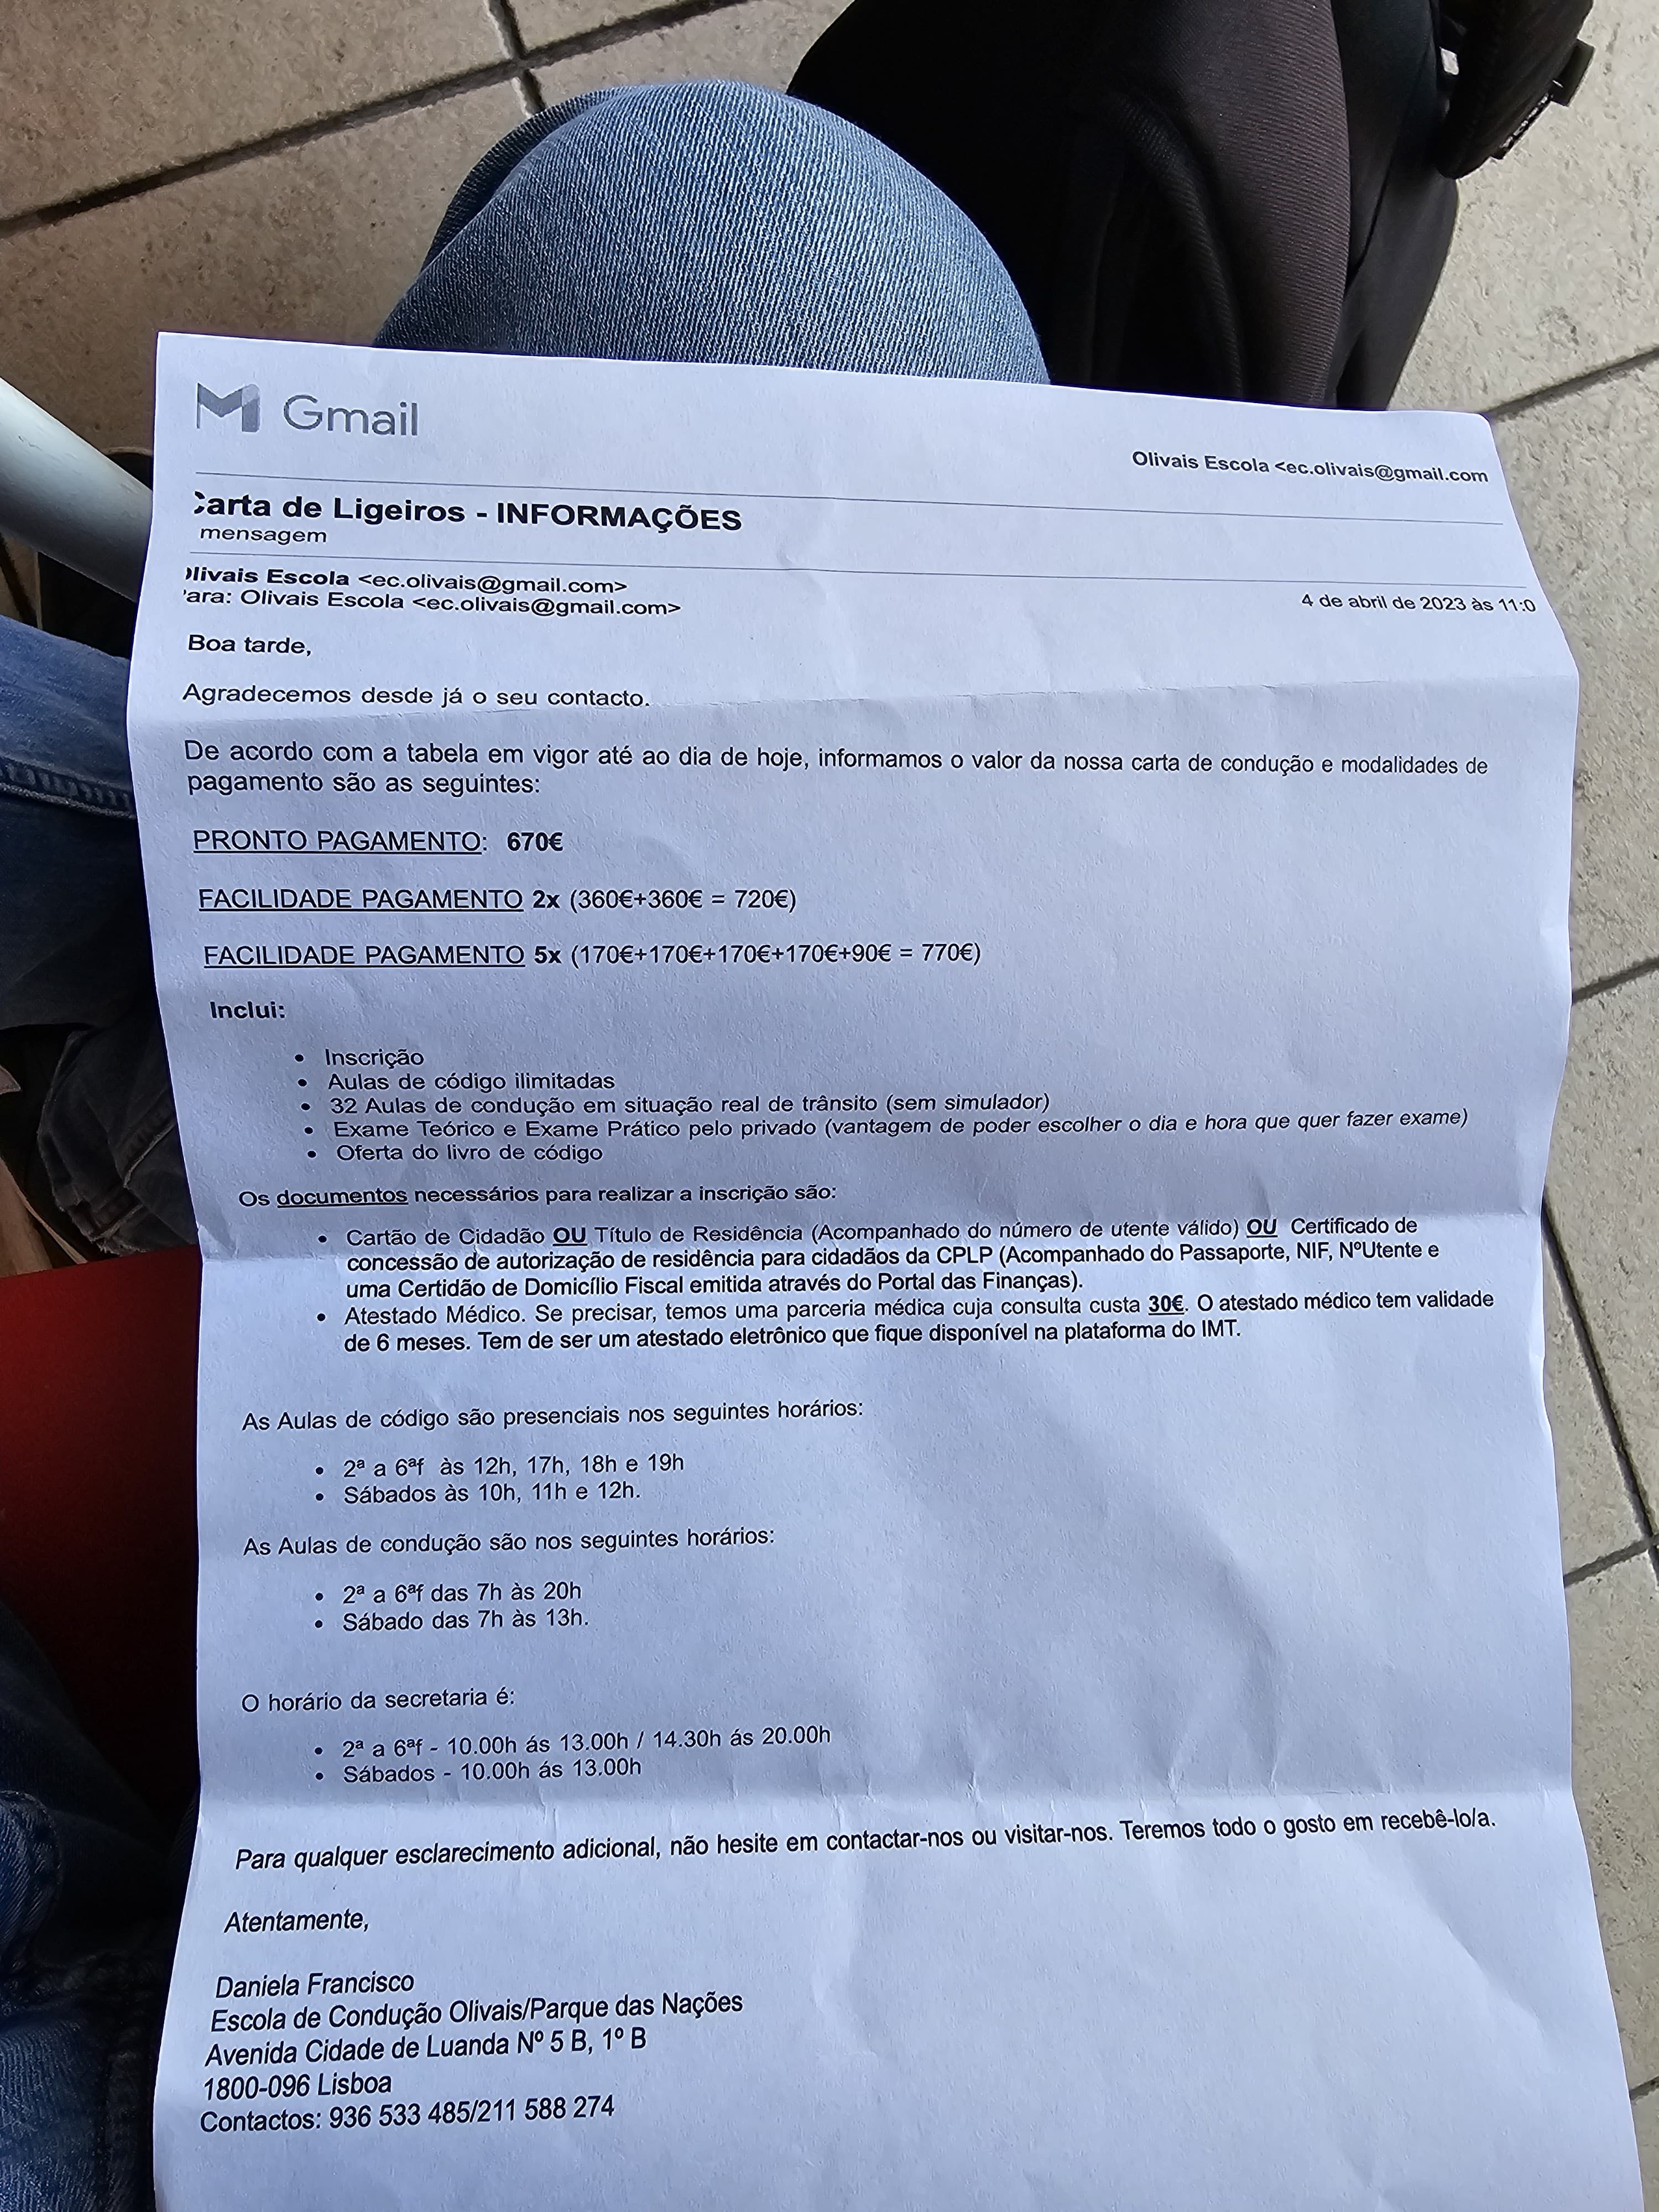 Gmail
Olivais Escola <ec.olivais@gmail.com
Carta de Ligeiros - INFORMAÇÕES
mensagem
Olivais Escola <ec.olivais@gmail.com>
Para: Olivais Escola <ec.olivais@gmail.com>
4 de abril de 2023 às 11:0
Boa tarde,
Agradecemos desde já o seu contacto.
De acordo com a tabela em vigor até ao dia de hoje, informamos o valor da nossa carta de condução e modalidades de
pagamento são as seguintes:
PRONTO PAGAMENTO: 670€
FACILIDADE PAGAMENTO 2x (360€+360€ = 720€)
FACILIDADE PAGAMENTO 5x (170€+170€+170€+170€+90€ = 770€)
Inclui:
• Inscrição
• Aulas de código ilimitadas
• 32 Aulas de condução em situação real de trânsito (sem simulador)
• Exame Teórico e Exame Prático pelo privado (vantagem de poder escolher o dia e hora que quer fazer exame)
• Oferta do livro de código
Os documentos necessários para realizar a inscrição são:
• Cartão de Cidadão OU Título de Residência (Acompanhado do número de utente válido) OU Certificado de
concessão de autorização de residência para cidadãos da CPLP (Acompanhado do Passaporte, NIF, NºUtente e
uma Certidão de Domicílio Fiscal emitida através do Portal das Finanças).
• Atestado Médico. Se precisar, temos uma parceria médica cuja consulta custa 30€. O atestado médico tem validade
de 6 meses. Tem de ser um atestado eletrônico que fique disponível na plataforma do IMT.
As Aulas de código são presenciais nos seguintes horários:
• 2ª a 6ªf às 12h, 17h, 18h e 19h
• Sábados às 10h, 11h e 12h.
As Aulas de condução são nos seguintes horários:
• 2ª a 6ªf das 7h às 20h
• Sábado das 7h às 13h.
O horário da secretaria é:
• 2ª a 6ªf - 10.00h ás 13.00h / 14.30h ás 20.00h
• Sábados - 10.00h ás 13.00h
Para qualquer esclarecimento adicional, não hesite em contactar-nos ou visitar-nos. Teremos todo o gosto em recebê-lo/a.
Atentamente,
Daniela Francisco
Escola de Condução Olivais/Parque das Nações
Avenida Cidade de Luanda Nº 5 B, 1º B
1800-096 Lisboa
Contactos: 936 533 485/211 588 274